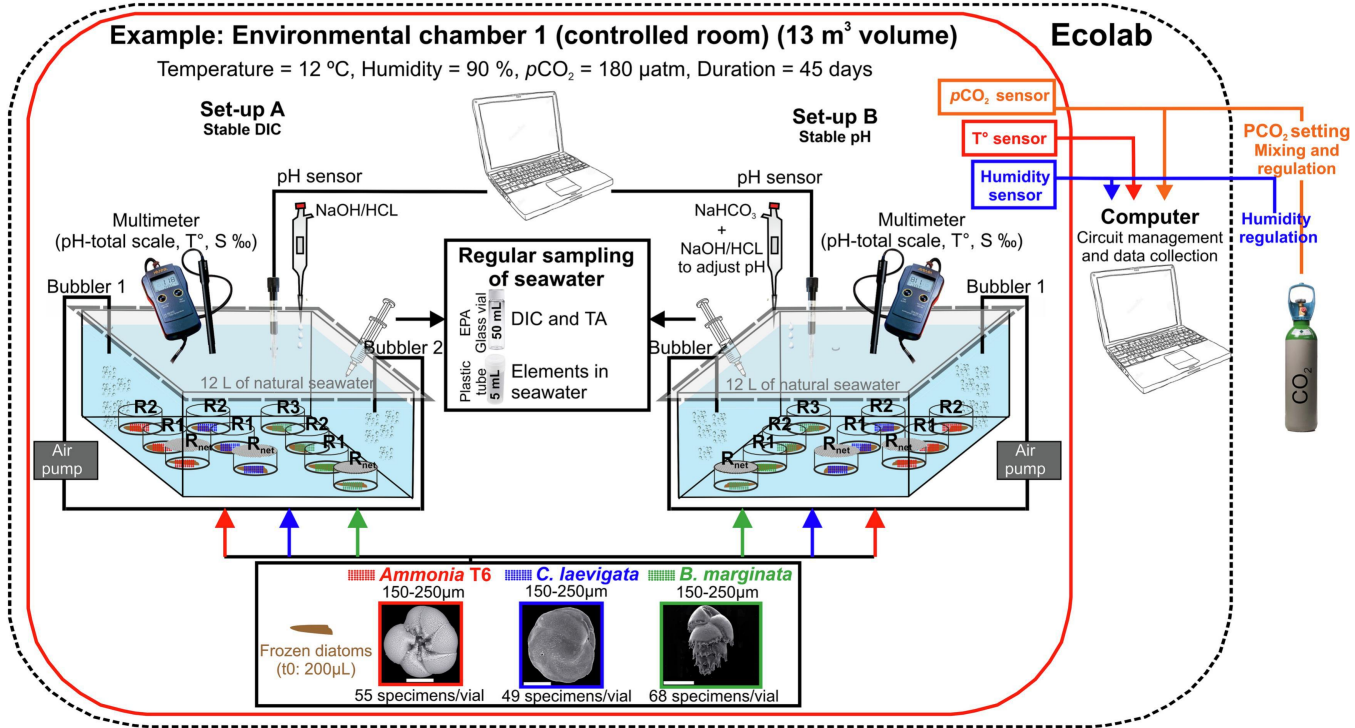 Example: Environmental chamber 1 (controlled room) (13 m³ volume)
Ecolab
Temperature = 12 ºC, Humidity = 90 %, pCO₂ = 180 µatm, Duration = 45 days
Set-up A
Stable DIC
Set-up B
Stable pH
pCO₂ sensor
T° sensor
Humidity
sensor
PCO₂ setting
Mixing and
regulation
Humidity
regulation
Computer
Circuit management
and data collection
CO₂
pH sensor
NaOH/HCL
Multimeter
(pH-total scale, T°, S ‰)
Bubbler 1
Bubbler 2
12 L of natural seawater
R2
R2
R3
R1
R1
R2
R1
Rnet
Rnet
Rnet
Air
pump
Regular sampling
of seawater
EPA
Glass vial
50 mL
DIC and TA
Plastic
tube
5 mL
Elements in
seawater
pH sensor
NaHCO₃
+
NaOH/HCL
to adjust pH
Multimeter
(pH-total scale, T°, S ‰)
Bubbler 1
12 L of natural seawater
R3
R2
R2
R2
R1
R1
R1
Rnet
Rnet
Rnet
Air
pump
Ammonia T6
150-250µm
55 specimens/vial
C. laevigata
150-250µm
49 specimens/vial
B. marginata
150-250µm
68 specimens/vial
Frozen diatoms
(t0: 200µL)